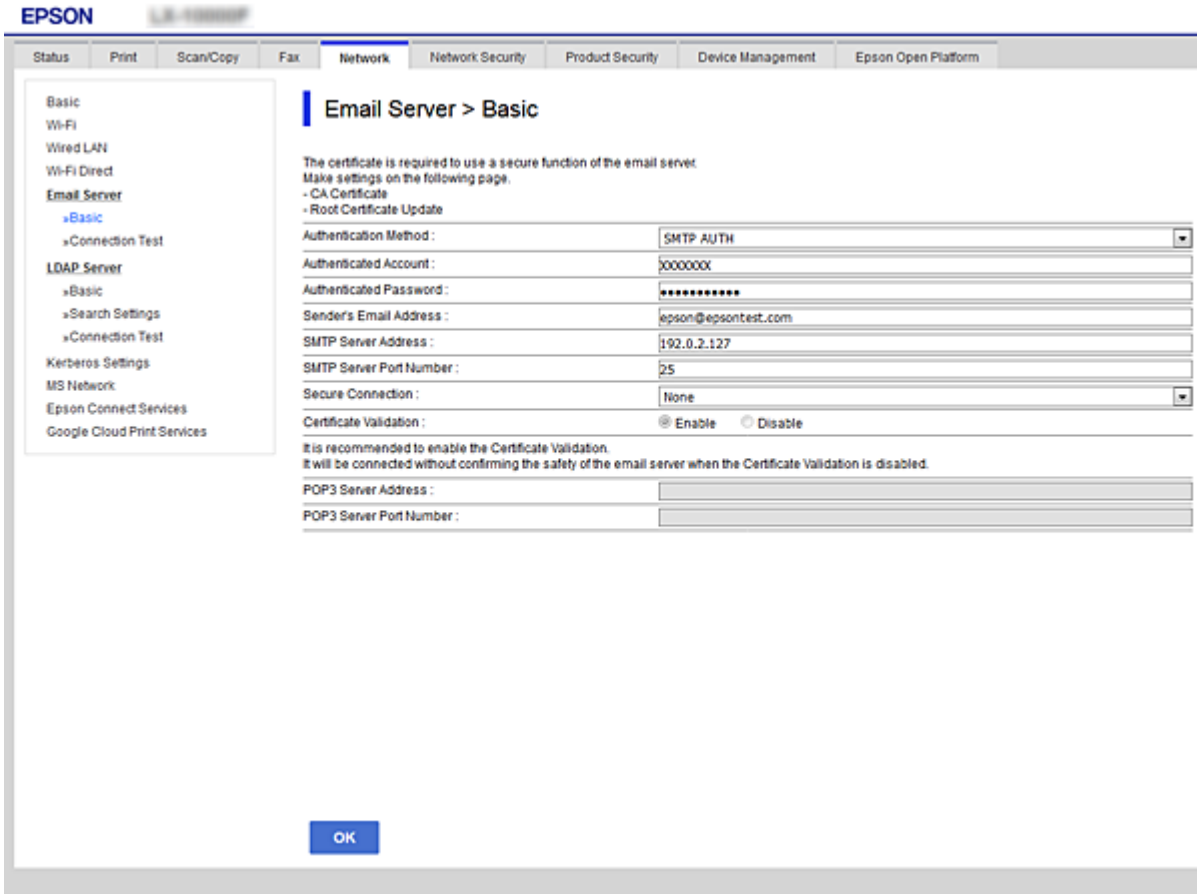 EPSON
Status Print Scan/Copy Fax Network Network Security Product Security Device Management Epson Open Platform
Basic
Wi-Fi
Wired LAN
Wi-Fi Direct
Email Server
»Basic
»Connection Test
LDAP Server
»Basic
»Search Settings
»Connection Test
Kerberos Settings
MS Network
Epson Connect Services
Google Cloud Print Services
Email Server > Basic
The certificate is required to use a secure function of the email server.
Make settings on the following page.
- CA Certificate
- Root Certificate Update
Authentication Method : SMTP AUTH
Authenticated Account : XXXXXXX
Authenticated Password : •••••••••••
Sender's Email Address : epson@epsontest.com
SMTP Server Address : 192.0.2.127
SMTP Server Port Number : 25
Secure Connection : None
Certificate Validation : Enable Disable
It is recommended to enable the Certificate Validation.
It will be connected without confirming the safety of the email server when the Certificate Validation is disabled.
POP3 Server Address :
POP3 Server Port Number :
OK